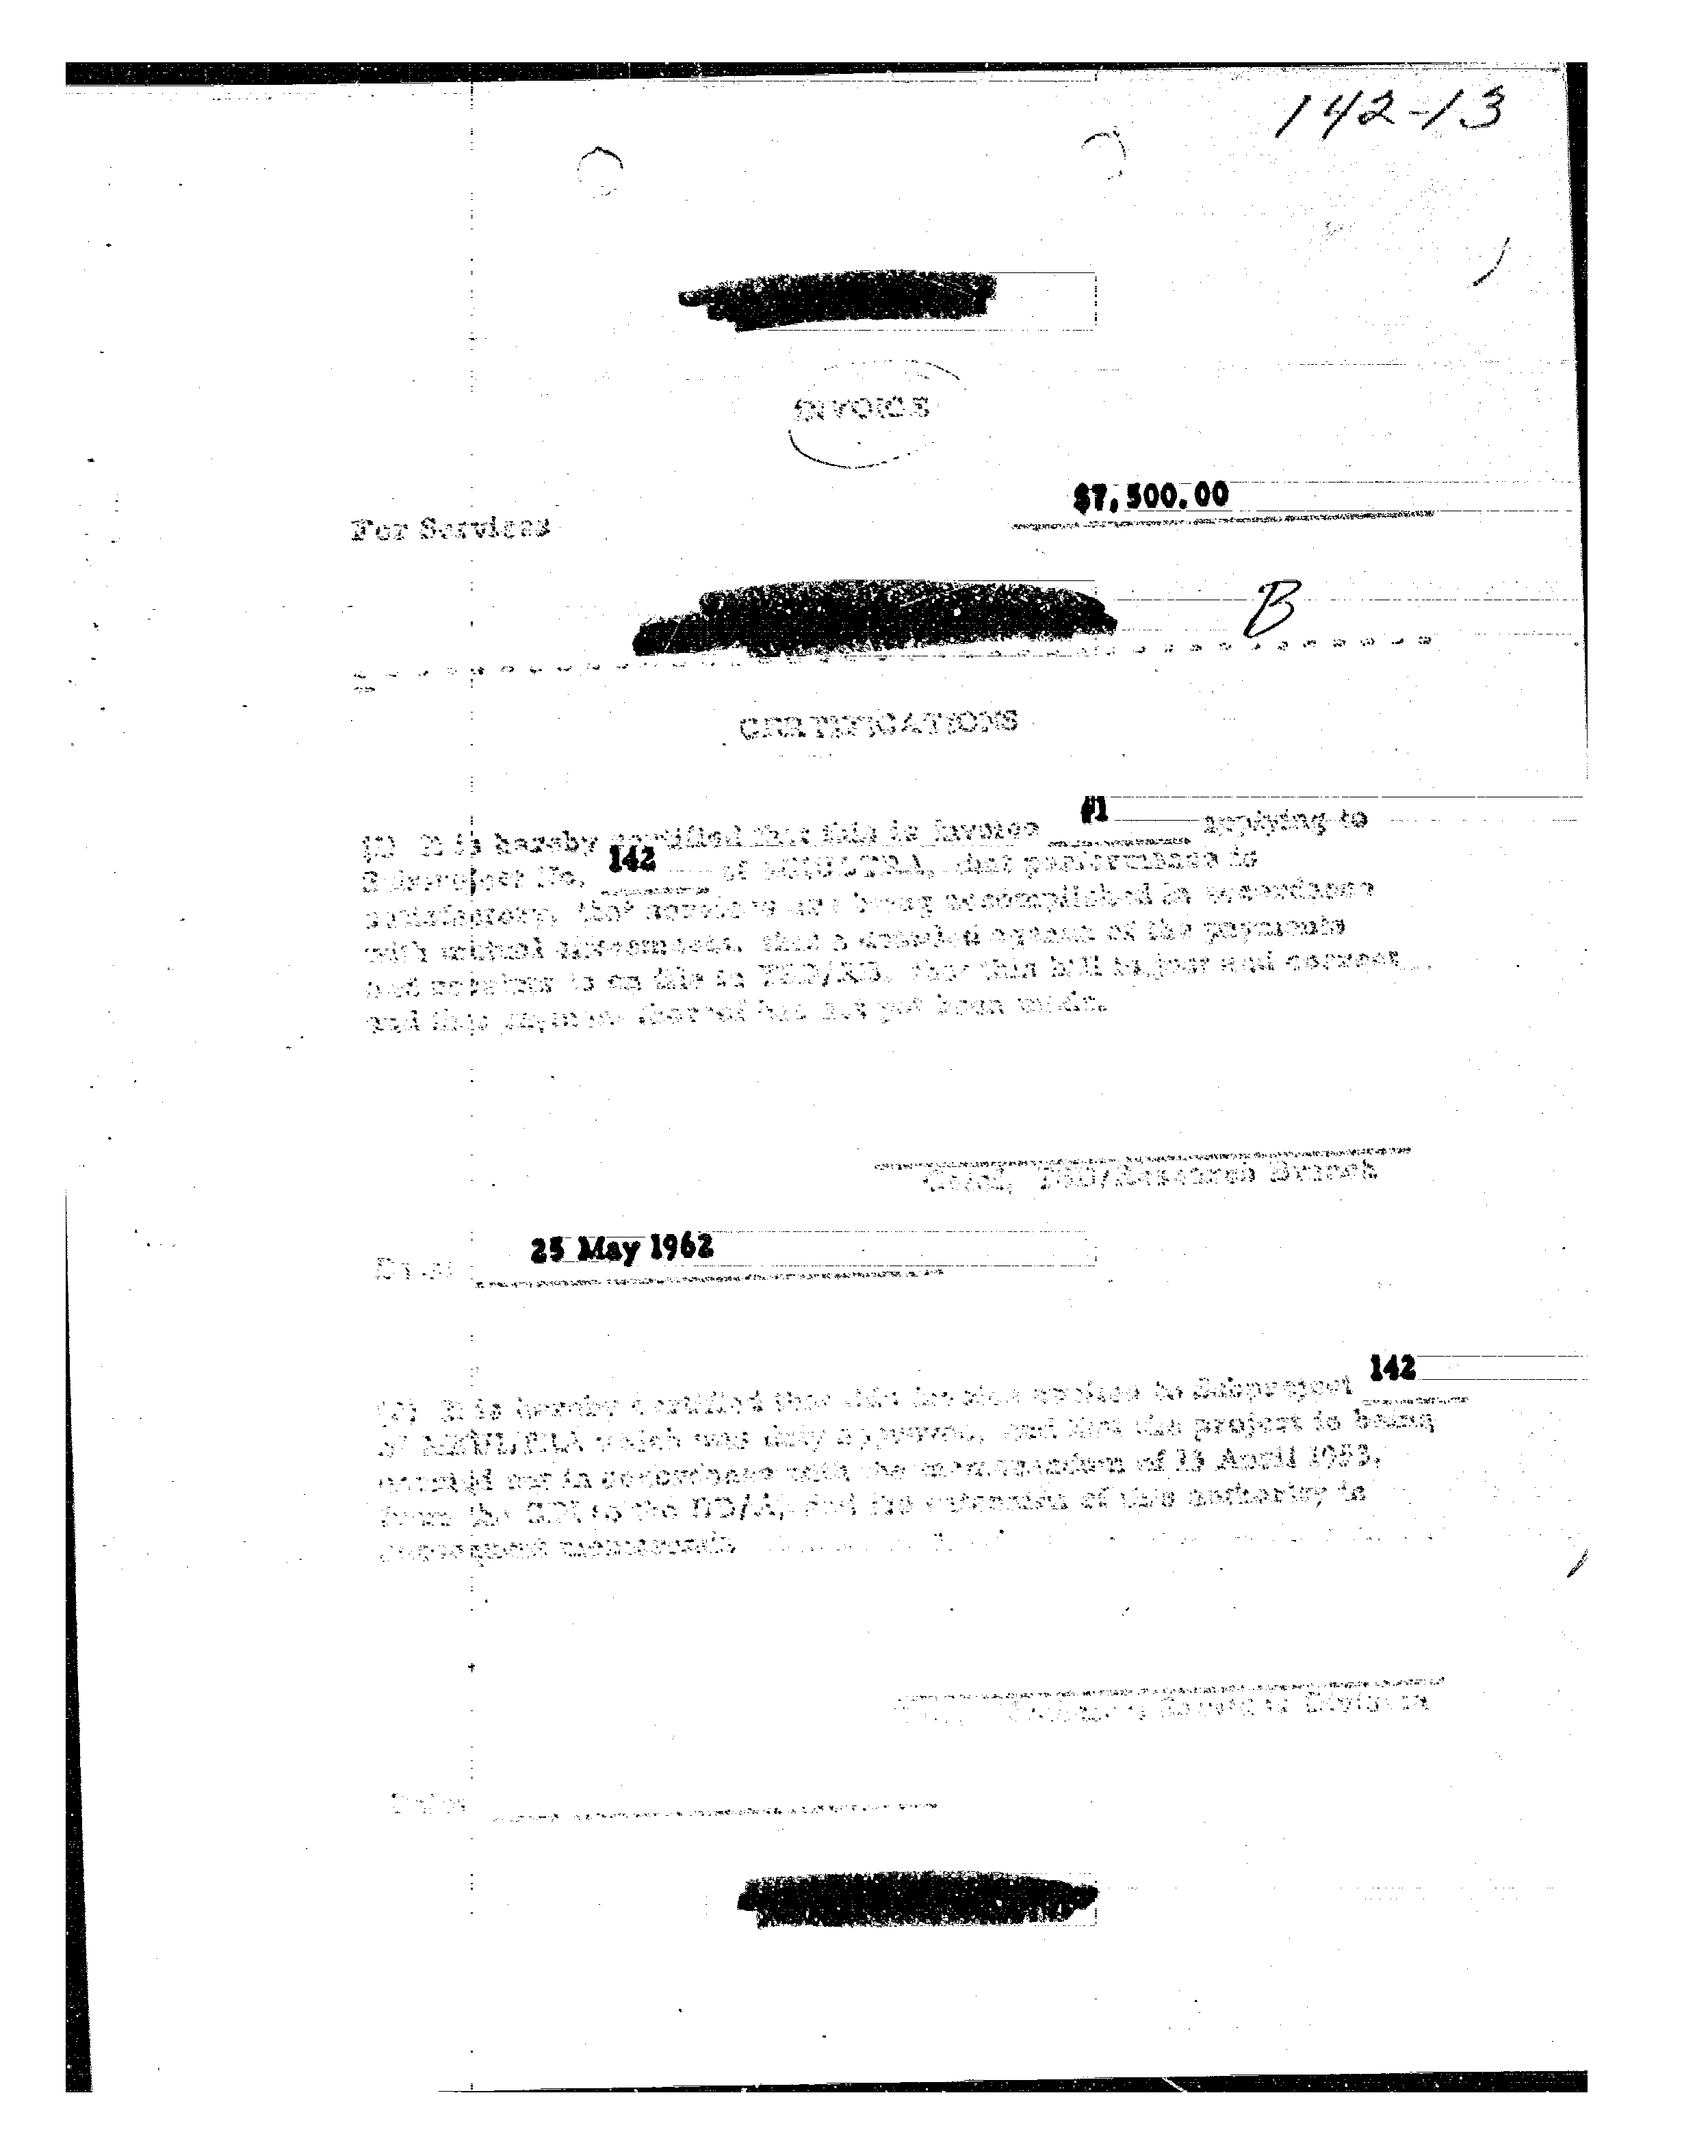 142-13
INVOICE
$7,500.00
For Services
B
CERTIFICATIONS
#1
(1) It is hereby certified that this is invoice applying to
Subproject No. 142 of MKULTRA, that performance is
satisfactory, that services are being accomplished in accordance
with mutual agreements, that a detailed agenda of the payments
and receipts is on file in TSD/RB, that this bill is just and correct
and that payment thereof has not yet been made.
Chief, TSD/Research Branch
25 May 1962
Date:
142
(2) It is hereby certified that this invoice applies to Subproject
of MKULTRA which was duly approved, and that the project is being
carried out in accordance with the memorandum of 13 April 1953,
from the DCI to the DD/A, and the extension of this authority in
subsequent memoranda.
Division
Date: